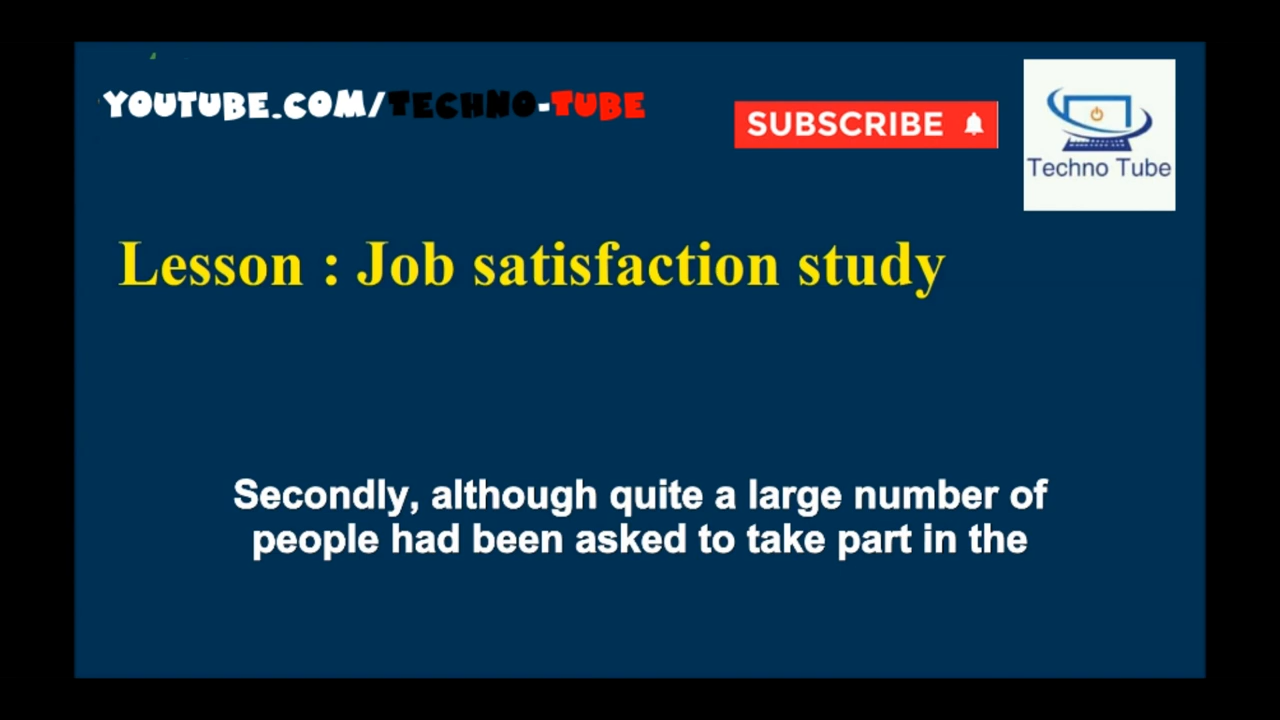 YOUTUBE.COM/TECHNO-TUBE
SUBSCRIBE
Techno Tube
Lesson : Job satisfaction study
Secondly, although quite a large number of
people had been asked to take part in the